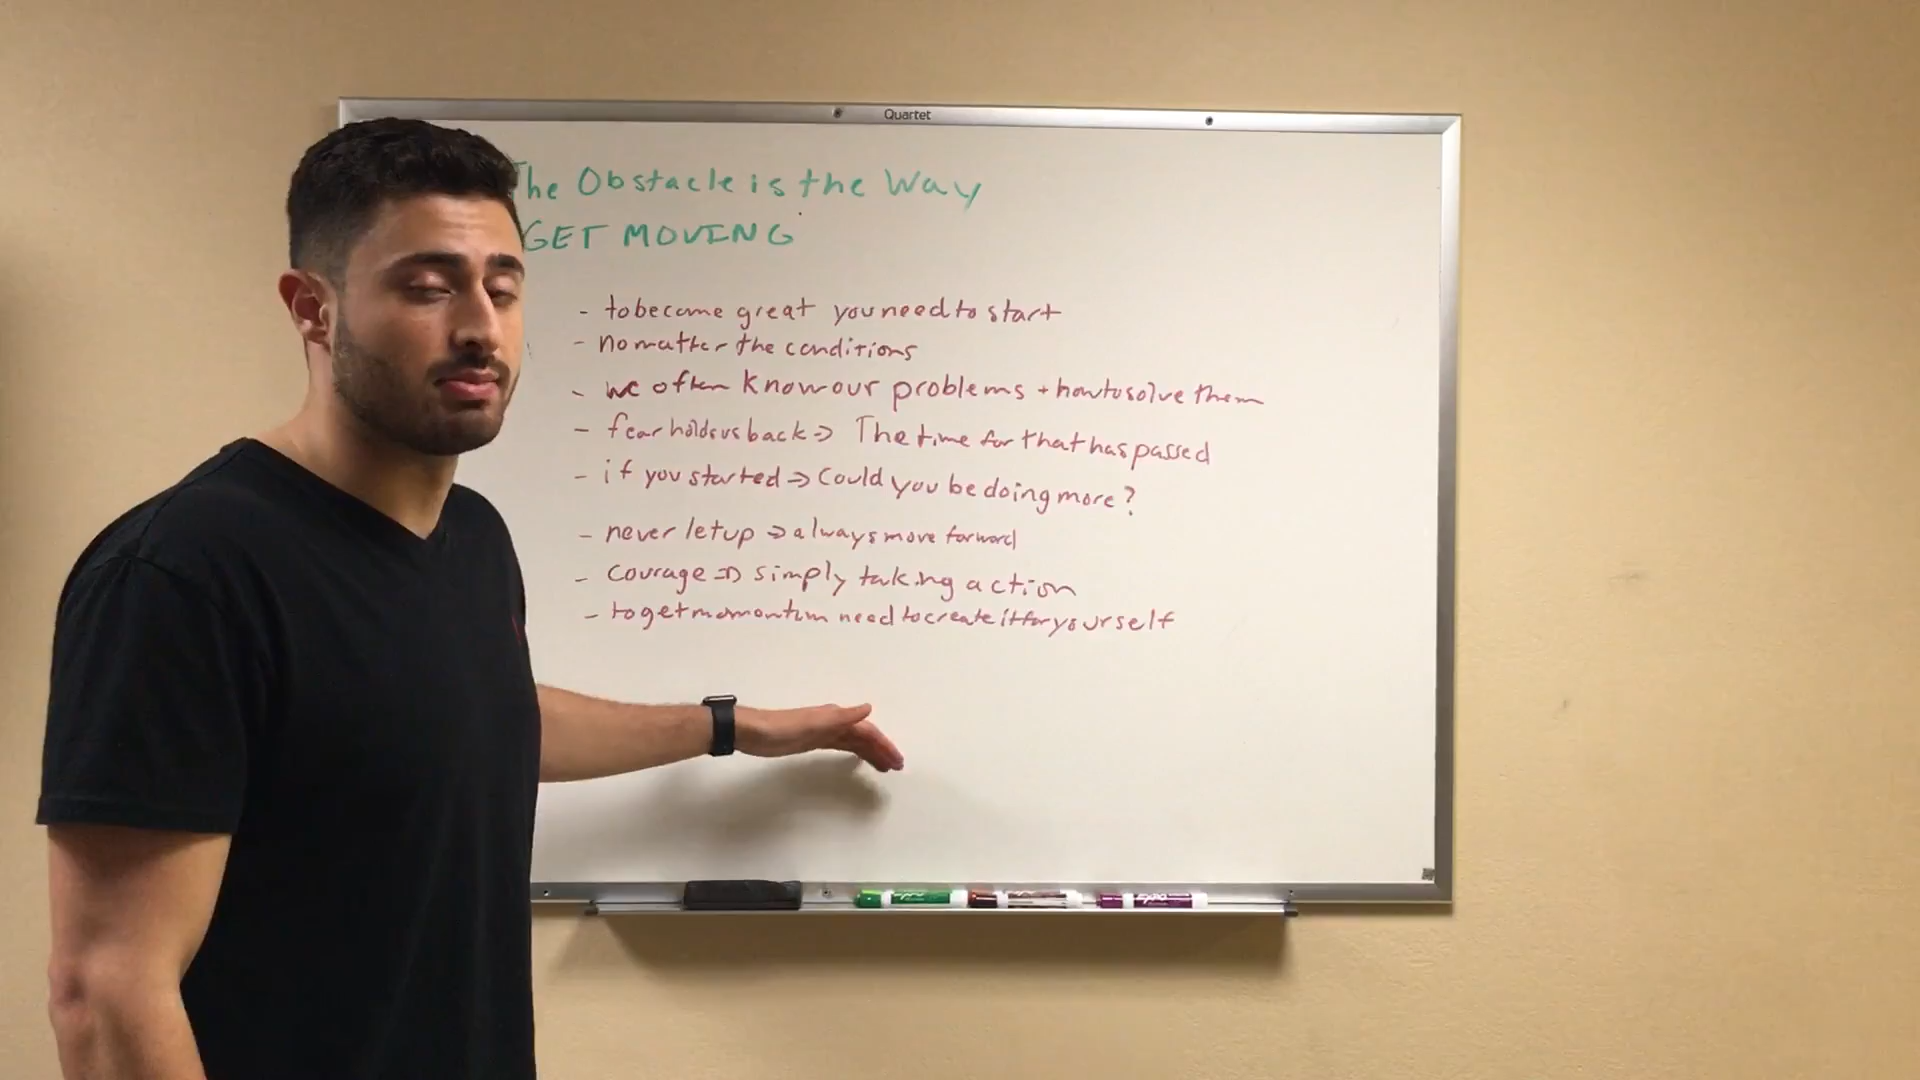 Quartet
The Obstacle is the Way
GET MOVING
- to become great you need to start
- no matter the conditions
- we often know our problems + how to solve them
- fear holds us back => The time for that has passed
- if you started => Could you be doing more?
- never let up => always move forward
- Courage => simply taking action
- to get momontum need to create it for yourself
expo